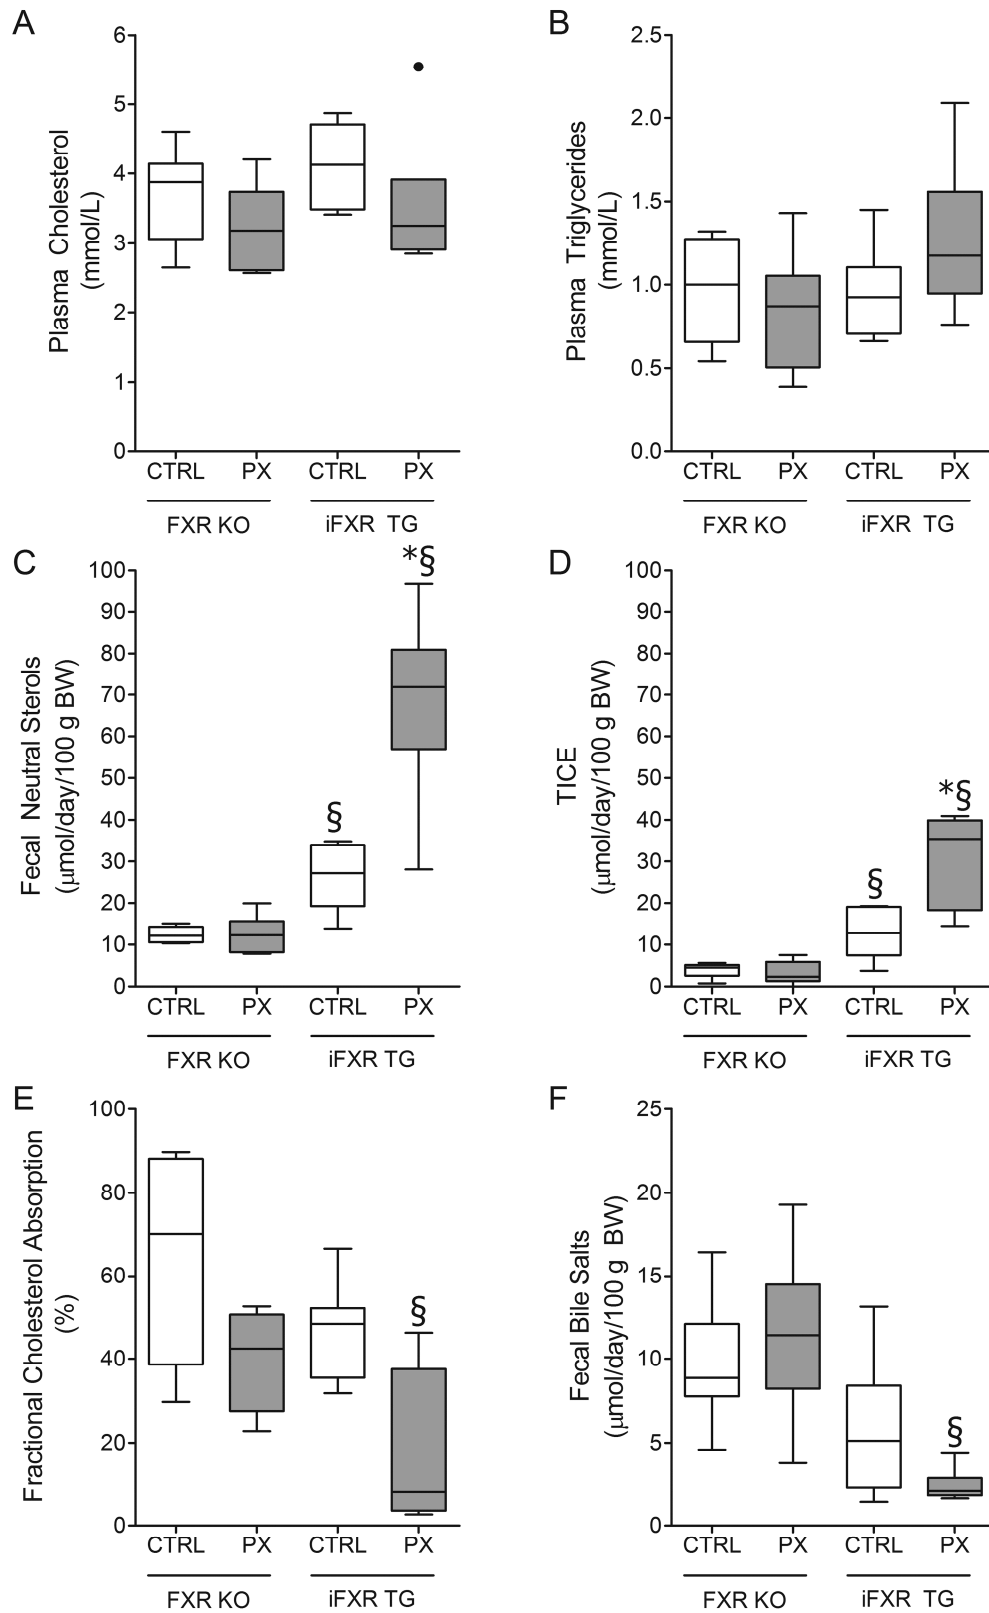 A
Plasma Cholesterol
(mmol/L)
6
5
4
3
2
1
0
CTRL PX CTRL PX
FXR KO iFXR TG
B
Plasma Triglycerides
(mmol/L)
2.5
2.0
1.5
1.0
0.5
0.0
CTRL PX CTRL PX
FXR KO iFXR TG
C
Fecal Neutral Sterols
(µmol/day/100 g BW)
100
90
80
70
60
50
40
30
20
10
0
§
*§
CTRL PX CTRL PX
FXR KO iFXR TG
D
TICE
(µmol/day/100 g BW)
100
90
80
70
60
50
40
30
20
10
0
§
*§
CTRL PX CTRL PX
FXR KO iFXR TG
E
Fractional Cholesterol Absorption
(%)
100
80
60
40
20
0
§
CTRL PX CTRL PX
FXR KO iFXR TG
F
Fecal Bile Salts
(µmol/day/100 g BW)
25
20
15
10
5
0
§
CTRL PX CTRL PX
FXR KO iFXR TG